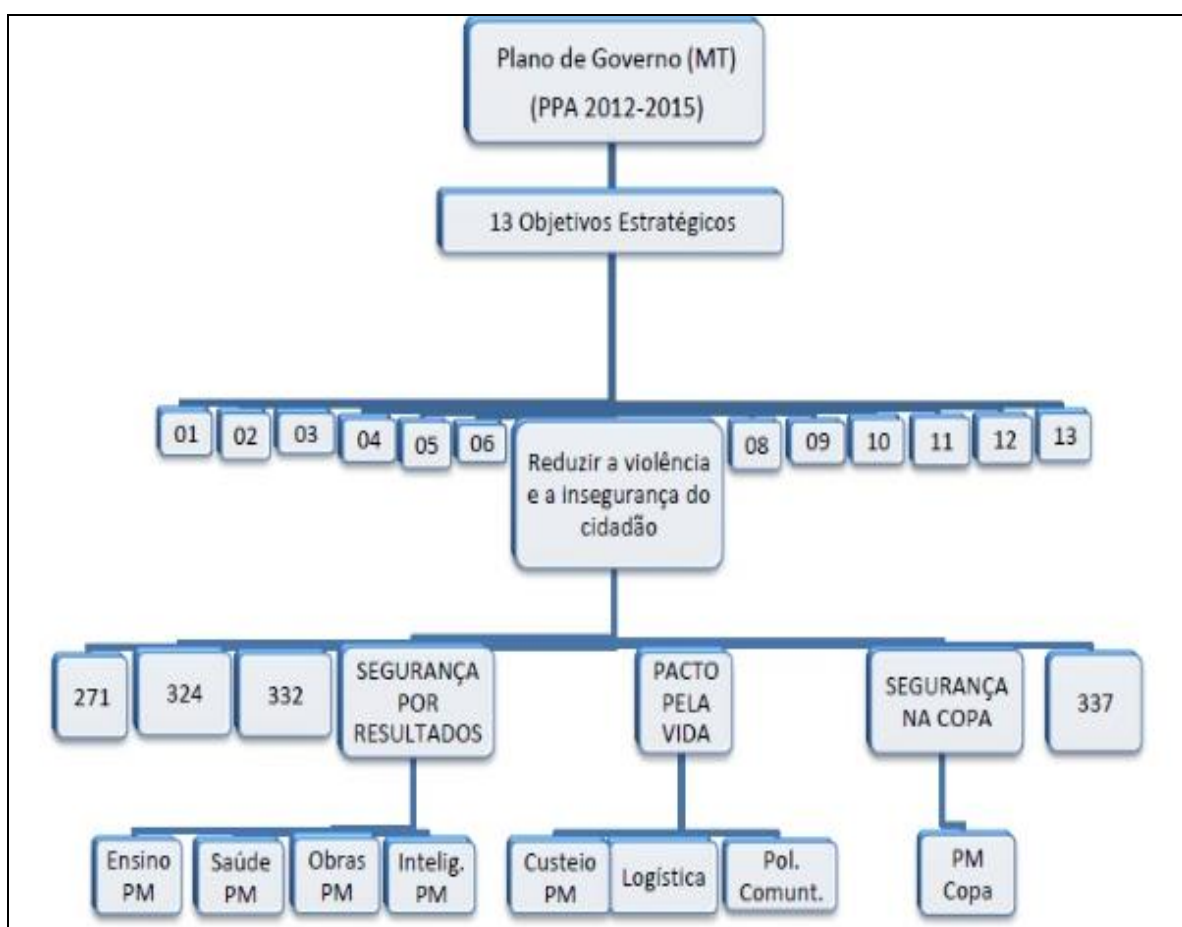 Plano de Governo (MT)
(PPA 2012-2015)
13 Objetivos Estratégicos
01
02
03
04
05
06
Reduzir a violência
e a insegurança do
cidadão
08
09
10
11
12
13
271
324
332
SEGURANÇA
POR
RESULTADOS
PACTO
PELA
VIDA
SEGURANÇA
NA COPA
337
Ensino
PM
Saúde
PM
Obras
PM
Intelig.
PM
Custeio
PM
Logística
Pol.
Comunt.
PM
Copa